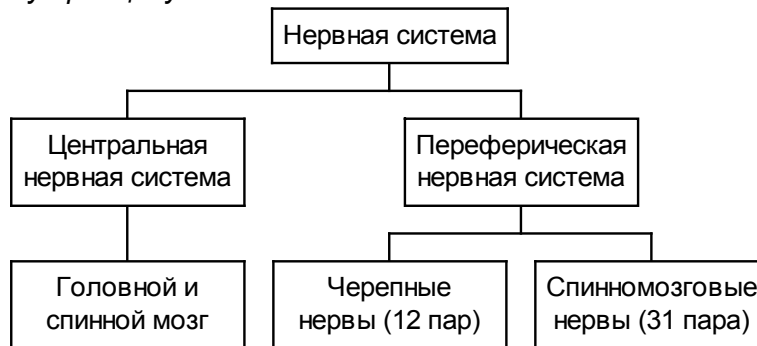 Нервная система
Центральная
нервная система
Переферическая
нервная система
Головной и
спинной мозг
Черепные
нервы (12 пар)
Спинномозговые
нервы (31 пара)